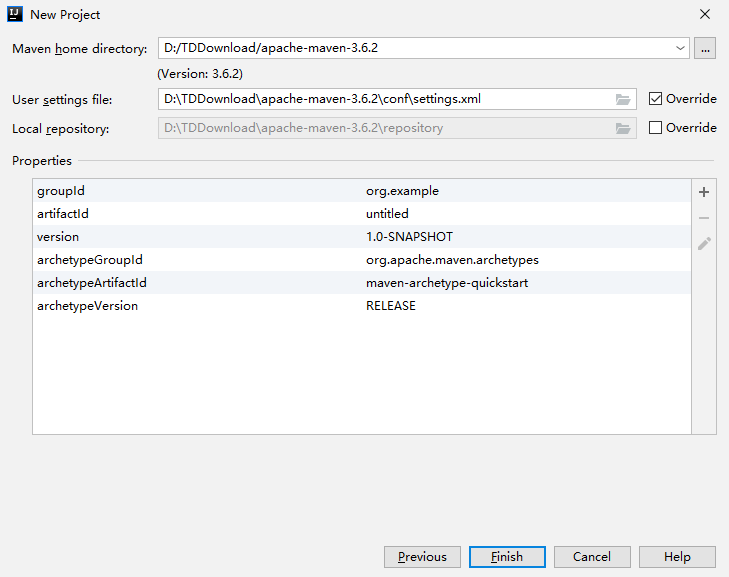 New Project
Maven home directory: D:/TDDownload/apache-maven-3.6.2 ...
(Version: 3.6.2)
User settings file: D:\TDDownload\apache-maven-3.6.2\conf\settings.xml Override
Local repository: D:\TDDownload\apache-maven-3.6.2\repository Override
Properties
groupId org.example
artifactId untitled
version 1.0-SNAPSHOT
archetypeGroupId org.apache.maven.archetypes
archetypeArtifactId maven-archetype-quickstart
archetypeVersion RELEASE
Previous Finish Cancel Help